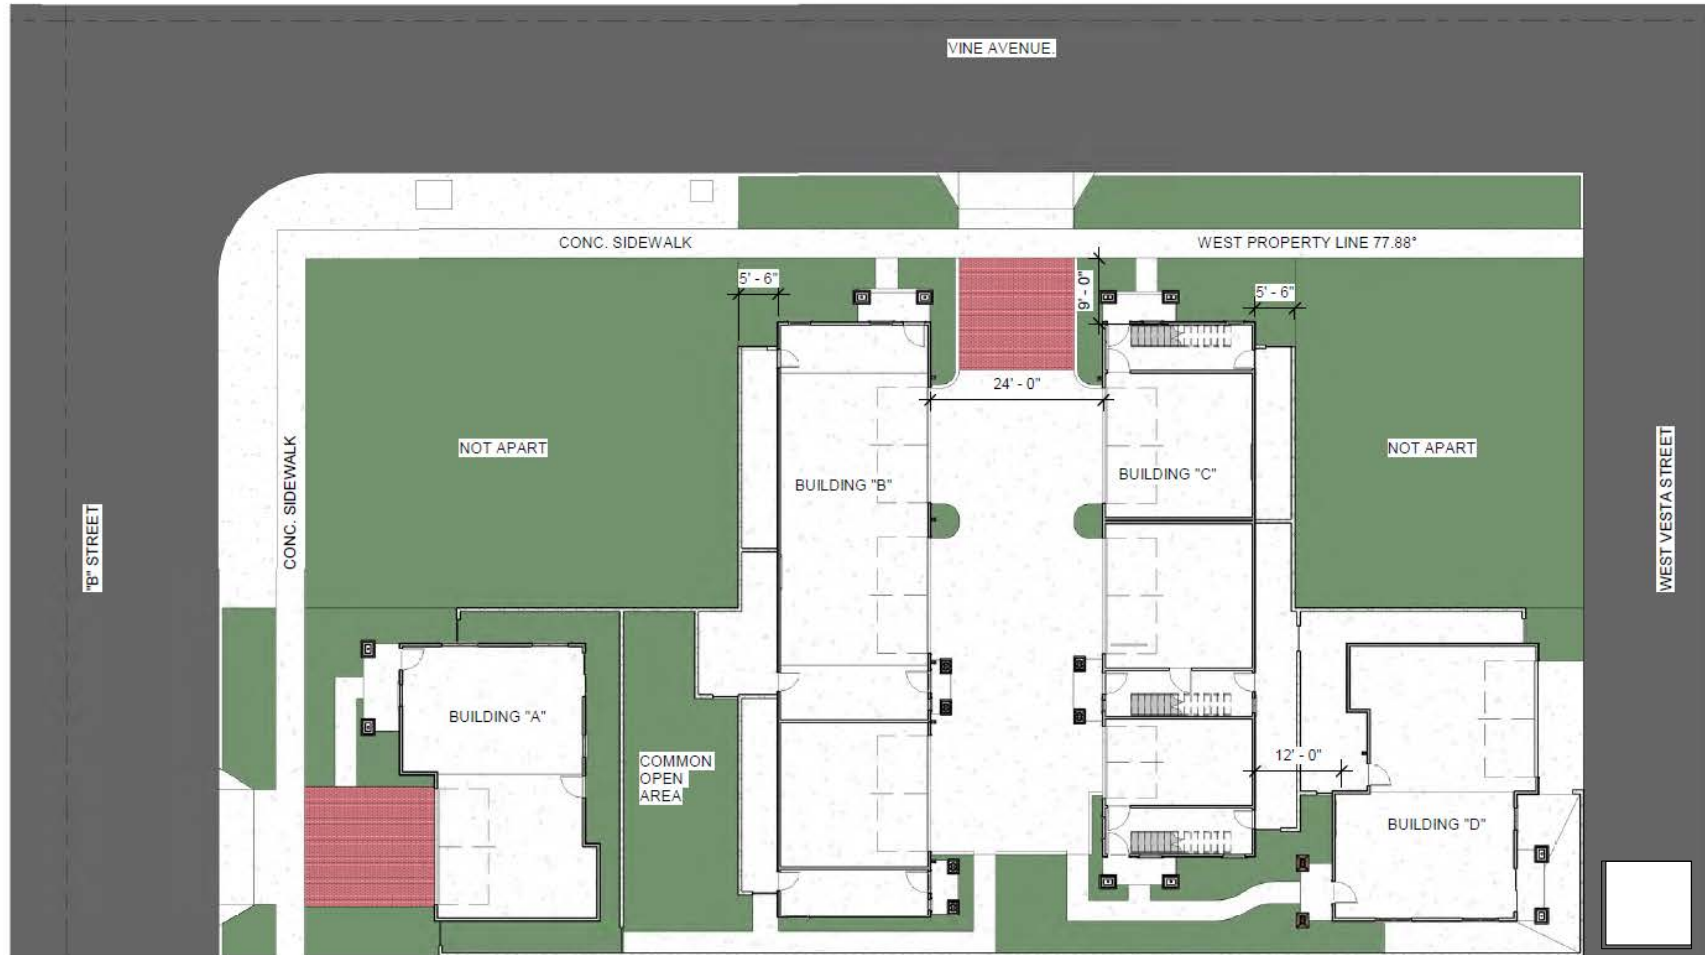 VINE AVENUE.
CONC. SIDEWALK
WEST PROPERTY LINE 77.88°
5' - 6"
9' - 0"
5' - 6"
24' - 0"
NOT APART
NOT APART
CONC. SIDEWALK
BUILDING "B"
BUILDING "C"
"B" STREET
WEST VESTA STREET
BUILDING "A"
COMMON
OPEN
AREA
12' - 0"
BUILDING "D"